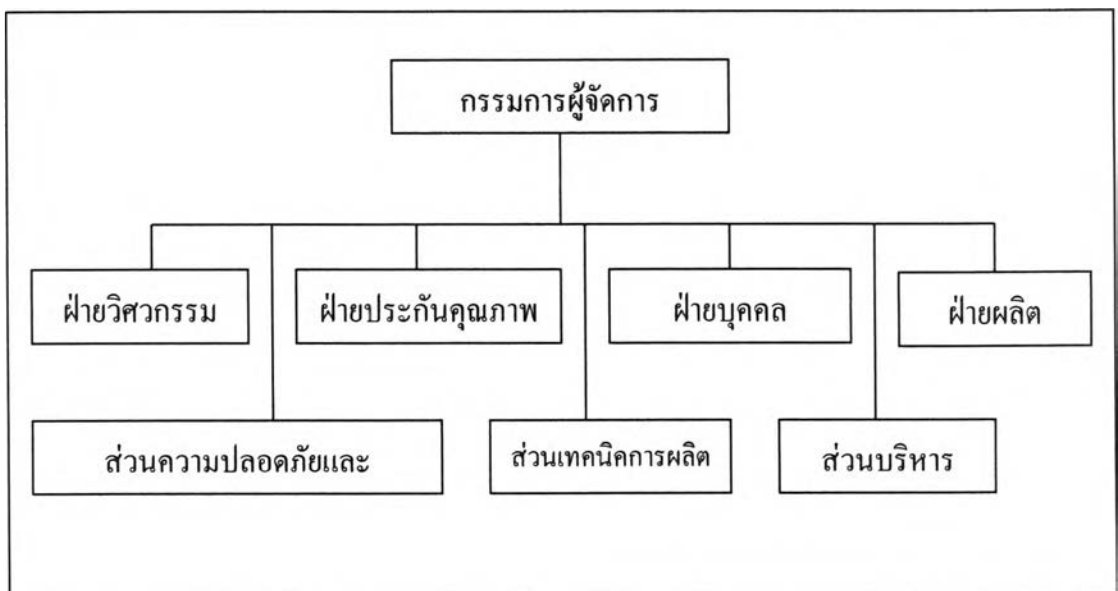 กรรมการผู้จัดการ
ฝ่ายวิศวกรรม
ฝ่ายประกันคุณภาพ
ฝ่ายบุคคล
ฝ่ายผลิต
ส่วนความปลอดภัยและ
ส่วนเทคนิคการผลิต
ส่วนบริหาร